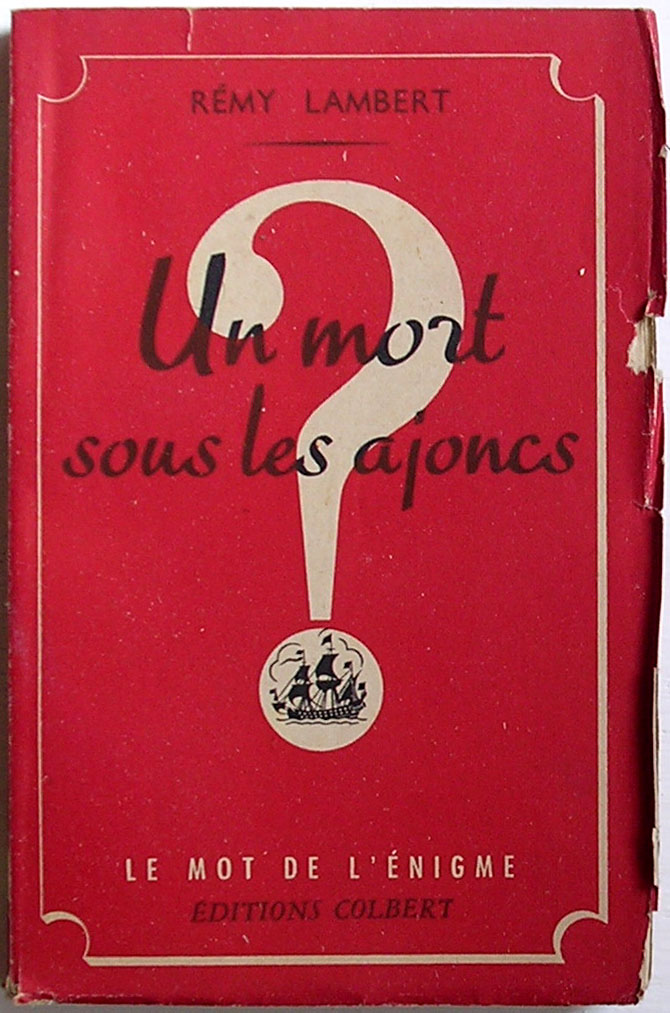 RÉMY LAMBERT
Un mort
sous les ajoncs
?
LE MOT DE L'ÉNIGME
ÉDITIONS COLBERT